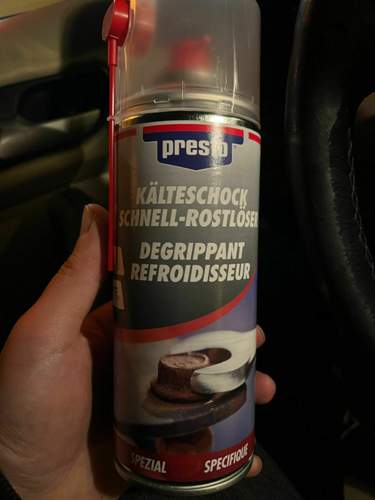 presto
KÄLTESCHOCK
SCHNELL-ROSTLÖSER
DEGRIPPANT
REFROIDISSEUR
SPEZIAL SPECIFIQUE